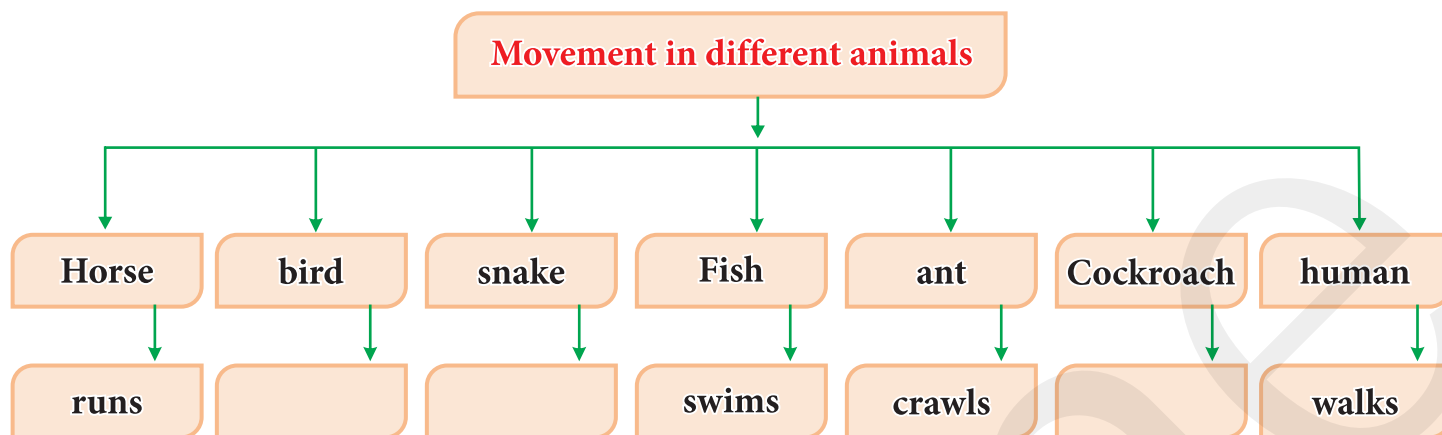 Movement in different animals
Horse bird snake Fish ant Cockroach human
runs swims crawls walks